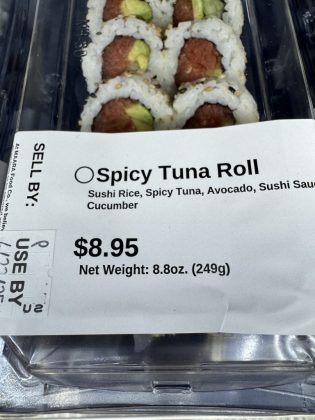 Spicy Tuna Roll
Sushi Rice, Spicy Tuna, Avocado, Sushi
Cucumber
$8.95
Net Weight: 8.8oz. (249g)
SELL BY:
USE BY